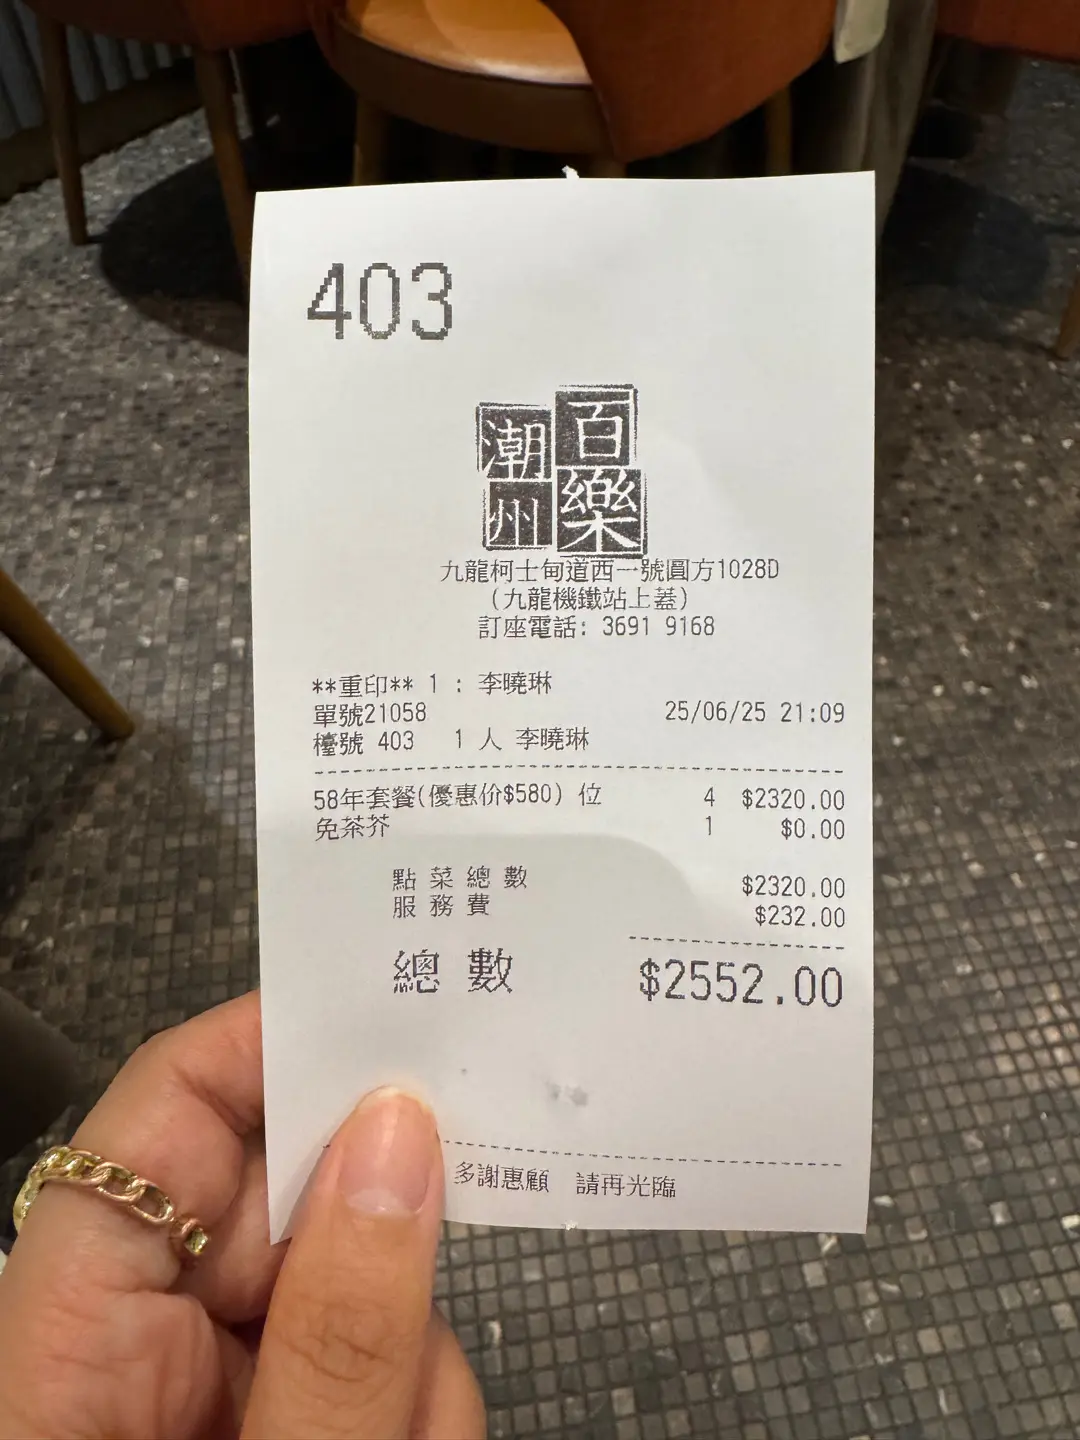 403
百樂
潮州
九龍柯士甸道西一號圓方1028D
(九龍機鐵站上蓋)
訂座電話: 3691 9168
**重印** 1 : 李曉琳
單號21058 25/06/25 21:09
檯號 403 1 人 李曉琳
58年套餐(優惠价$580) 位 4 $2320.00
免茶芥 1 $0.00
點菜總數 $2320.00
服務費 $232.00
總數 $2552.00
多謝惠顧 請再光臨